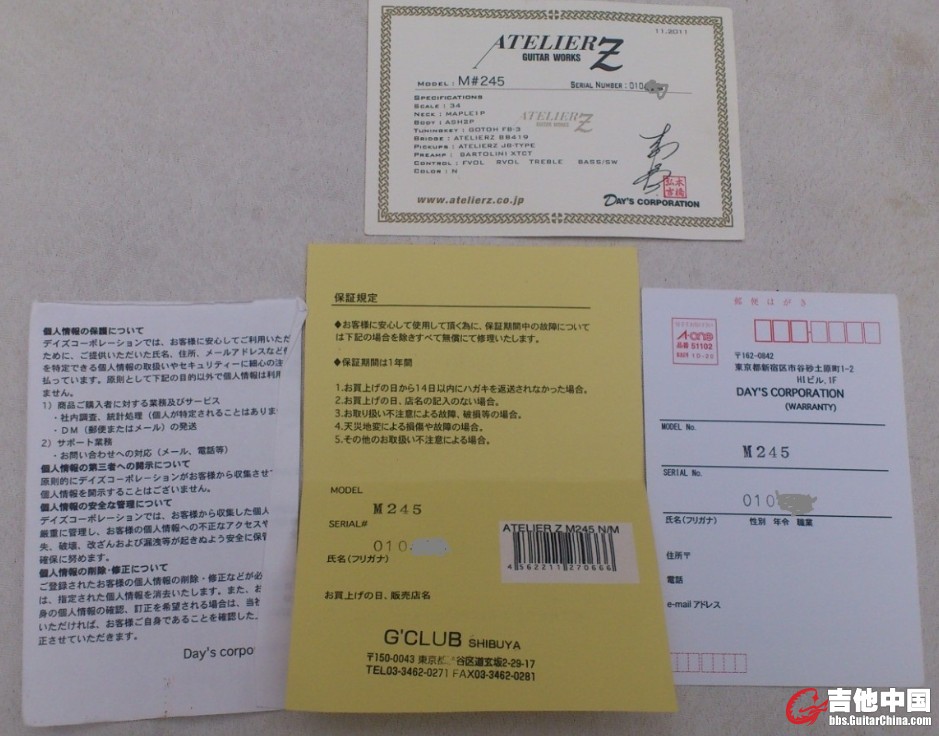 11.2011
ATELIER Z
GUITAR WORKS
MODEL : M#245
SERIAL NUMBER : 010
SPECIFICATIONS
SCALE : 34
NECK : MAPLE1P
BODY : ASH2P
TUNINGKEY : GOTOH FB-3
BRIDGE : ATELIERZ BB419
PICKUPS : ATELIERZ JB-TYPE
PREAMP : BARTOLINI XTCT
CONTROL : FVOL RVOL TREBLE BASS/SW
COLOR : N
ATELIER Z
GUITAR WORKS
www.atelierz.co.jp
DAY'S CORPORATION
個人情報の保護について
デイズコーポレーションでは、お客様に安心してご利用いただ
ために、ご提供いただいた氏名、住所、メールアドレスなど
を特定できる個人情報の取扱いやセキュリティーに細心の注
払っています。原則として下記の目的以外で個人情報は利用
ません。
1）商品ご購入者に対する業務及びサービス
・社内調査、統計処理（個人が特定されることはありま
・DM（郵便またはメール）の発送
2）サポート業務
・お問い合わせへの対応（メール、電話等）
個人情報の第三者への開示について
原則的にデイズコーポレーションがお客様から収集させ
個人情報を開示することはございません。
個人情報の安全な管理について
デイズコーポレーションでは、お客様から収集した個人
厳重に管理し、お客様の個人情報への不正なアクセスや
失、破壊、改ざんおよび漏洩等が起きぬよう安全に保管
確保に努めます。
個人情報の削除・修正について
ご登録されたお客様の個人情報の削除・修正などが必
は、指定された個人情報を消去いたします。また、お
身の個人情報の確認、訂正を希望される場合は、当
いただければ、お客様ご自身であることを確認した
正させていただきます。
Day's corpo
保証規定
◆お客様に安心して使用して頂く為に、保証期間中の故障について
は下記の場合を除きすべて無償にて修理いたします。
◆保証期間は1年間
1.お買上げの日から14日以内にハガキを返送されなかった場合。
2.お買上げの日、店名の記入のない場合。
3.お取り扱い不注意による故障、破損等の場合。
4.天災地変による損傷や故障の場合。
5.その他のお取扱い不注意による場合。
MODEL
M245
SERIAL#
010
氏名(フリガナ)
ATELIER Z M245 N/M
4562211270666
お買上げの日、販売店名
G'CLUB SHIBUYA
〒150-0043 東京 谷区道玄坂2-29-17
TEL03-3462-0271 FAX03-3462-0281
郵便はがき
A-one
品番 51102
〒162-0842
東京都新宿区市谷砂土原町1-2
H1ビル、1F
DAY'S CORPORATION
(WARRANTY)
MODEL No.
M245
SERIAL No.
010
氏名(フリガナ) 性別 年令 職業
住所〒
電話
e-mail アドレス
吉他中国
bbs.GuitarChina.com